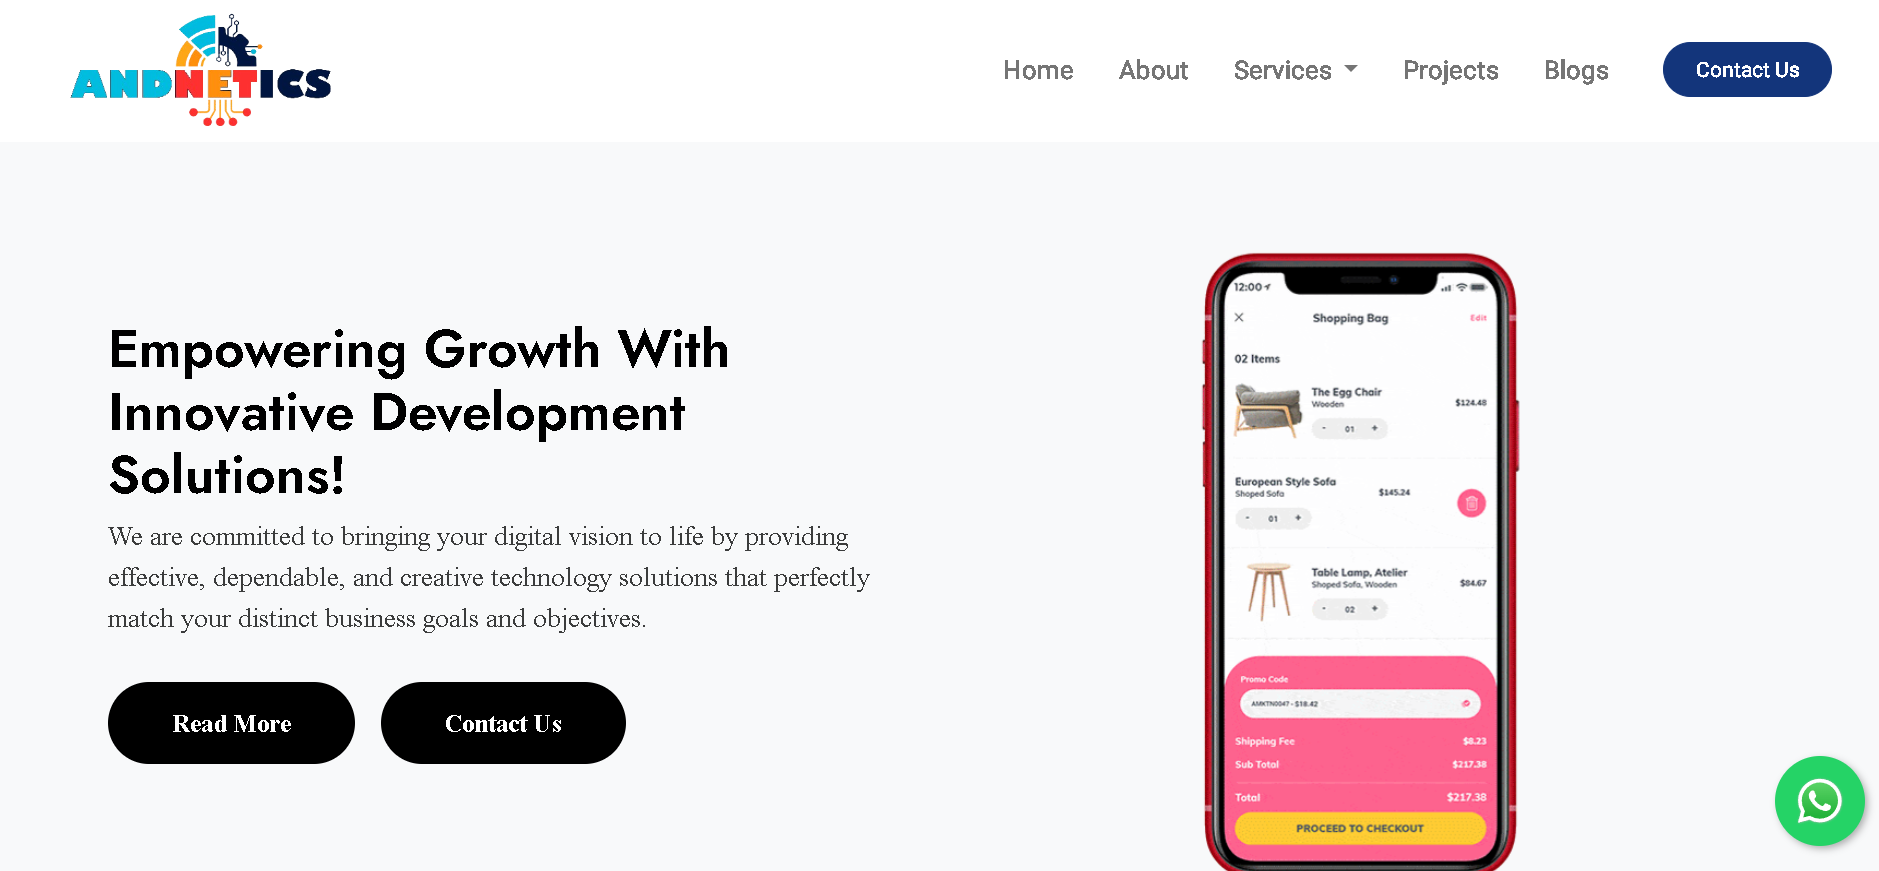 ANDNETICS
Home About Services Projects Blogs Contact Us
Empowering Growth With
Innovative Development
Solutions!
We are committed to bringing your digital vision to life by providing
effective, dependable, and creative technology solutions that perfectly
match your distinct business goals and objectives.
Read More Contact Us
12:00
Shopping Bag Edit
02 Items
The Egg Chair
Wooden $124.48
- 01 +
European Style Sofa
Shoped Sofa $145.24
- 01 +
Table Lamp, Atelier
Shoped Sofa, Wooden $84.67
- 02 +
Promo Code
AMKTN0047 - $18.42
Shipping Fee $8.23
Sub Total $217.38
Total $217.38
PROCEED TO CHECKOUT